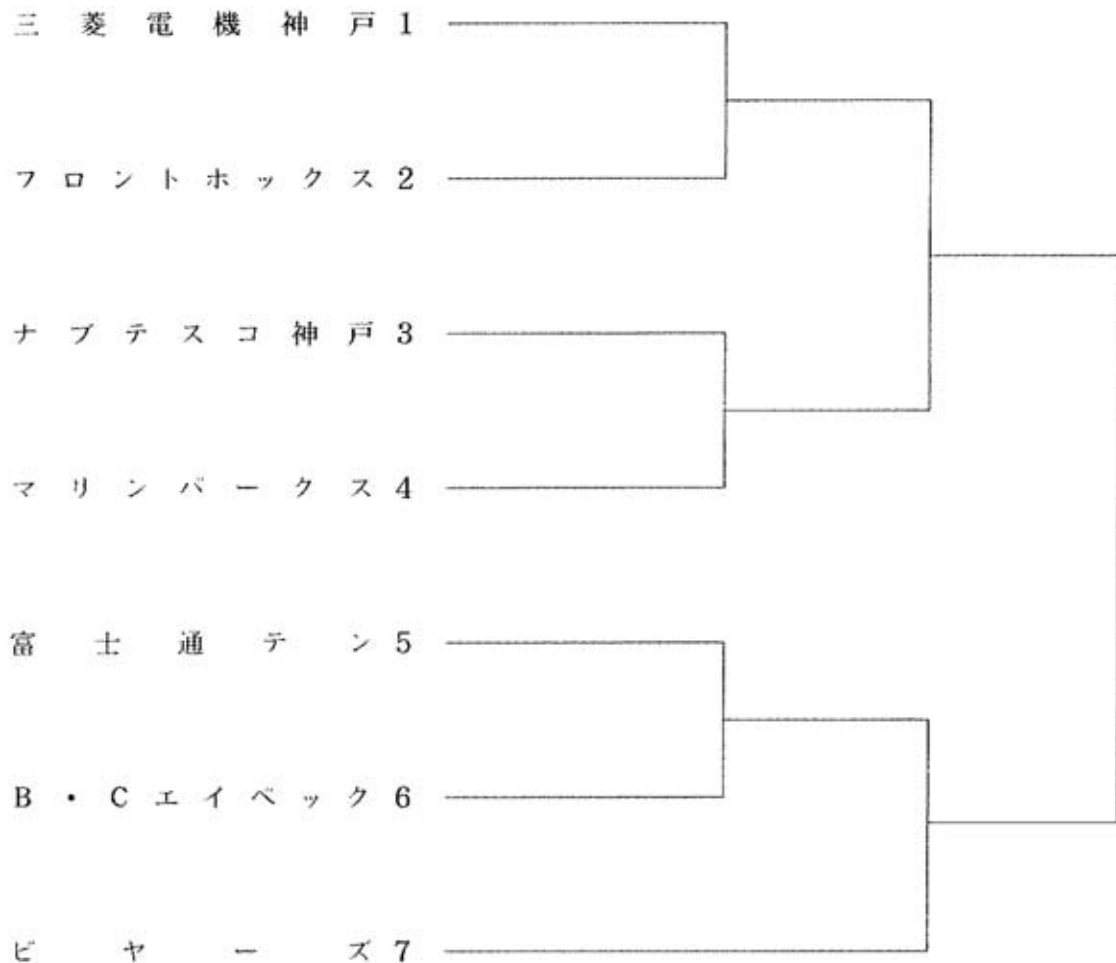 三菱電機神戸 1
フロントホックス 2
ナブテスコ神戸 3
マリンパークス 4
富士通テン 5
B・Cエイベック 6
ビヤーズ 7